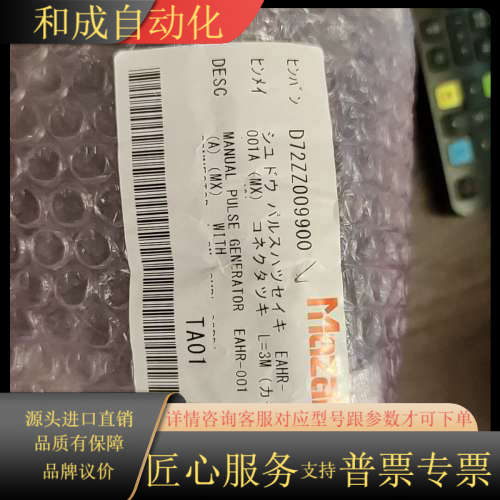 和成自动化
ヒンバン D72ZZ009900
ヒンメイ シユドウ パルスハツセイキ EAHR-
001A (MX) コネクタツキ L=3M (カ
DESC MANUAL PULSE GENERATOR EAHR-001
(A) (MX) WITH
TA01
Maza
详情咨询客服对应型号跟参数才可下单
源头进口直销
品质有保障
品牌议价
匠心服务支持普票专票